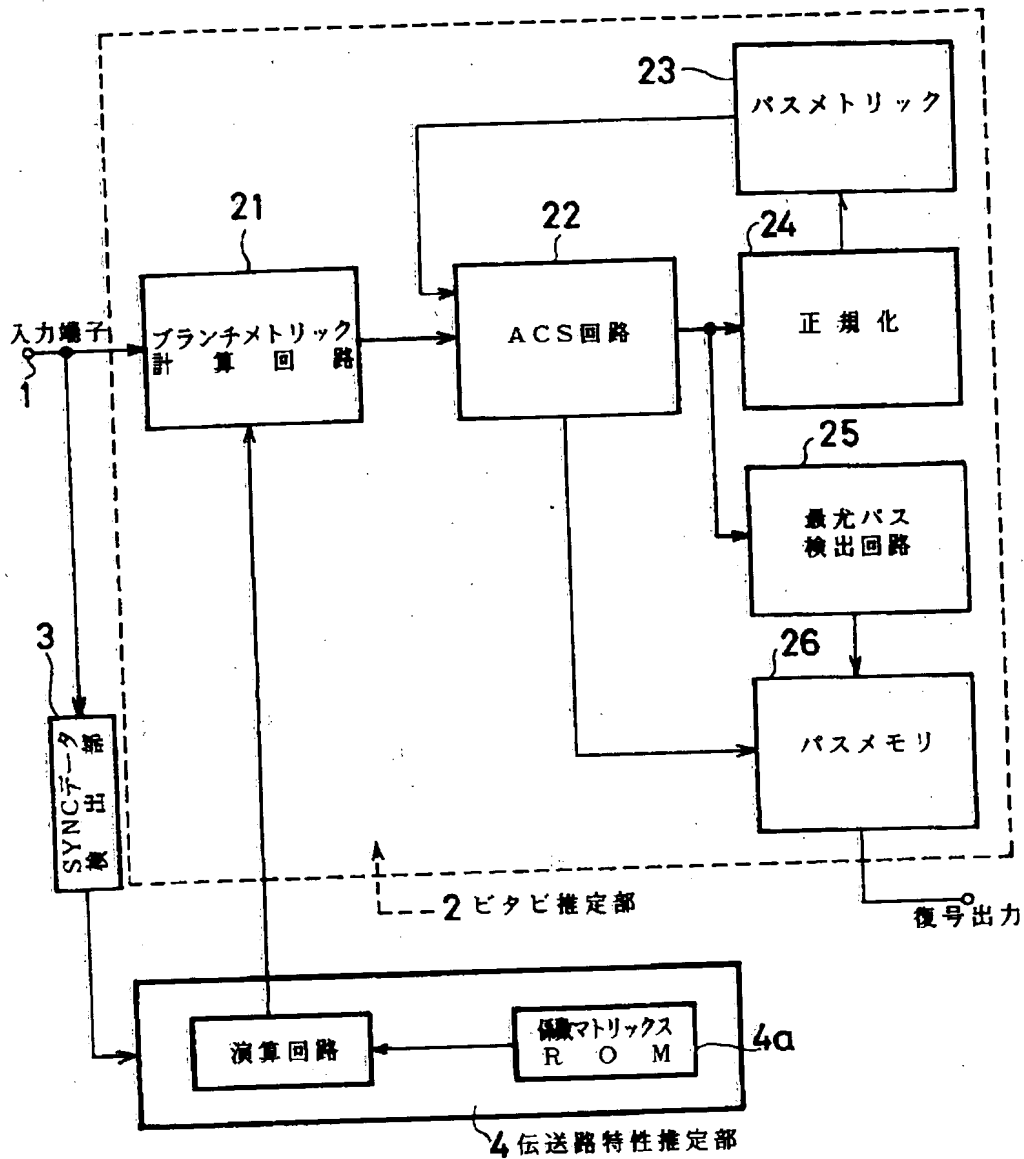 23
パスメトリック
21
22
24
入力端子
1
ブランチメトリック
計算回路
ACS回路
正規化
25
最尤パス
検出回路
3
SYNCデータ
検出部
26
パスメモリ
2 ビタビ推定部
復号出力
演算回路
係数マトリックス
ROM
4a
4 伝送路特性推定部